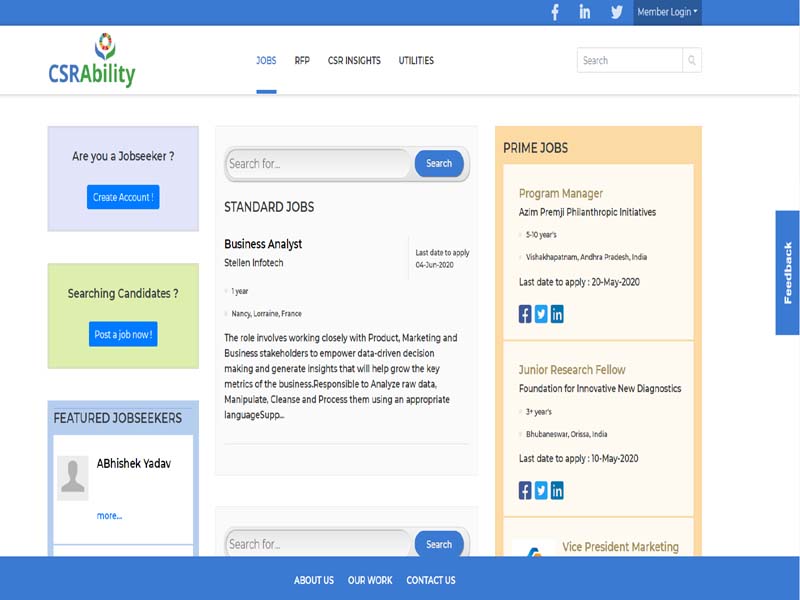 Member Login
CSRAbility
JOBS
RFP
CSR INSIGHTS
UTILITIES
Search
Are you a Jobseeker ?
Create Account !
Searching Candidates ?
Post a job now !
FEATURED JOBSEEKERS
ABhishek Yadav
more...
Search for...
Search
STANDARD JOBS
Business Analyst
Stellen Infotech
Last date to apply
04-Jun-2020
1 year
Nancy, Lorraine, France
The role involves working closely with Product, Marketing and
Business stakeholders to empower data-driven decision
making and generate insights that will help grow the key
metrics of the business.Responsible to Analyze raw data,
Manipulate, Cleanse and Process them using an appropriate
languageSupp...
Search for...
Search
PRIME JOBS
Program Manager
Azim Premji Philanthropic Initiatives
5-10 year's
Vishakhapatnam, Andhra Pradesh, India
Last date to apply : 20-May-2020
Junior Research Fellow
Foundation for Innovative New Diagnostics
3+ year's
Bhubaneswar, Orissa, India
Last date to apply : 10-May-2020
Vice President Marketing
Feedback
ABOUT US
OUR WORK
CONTACT US